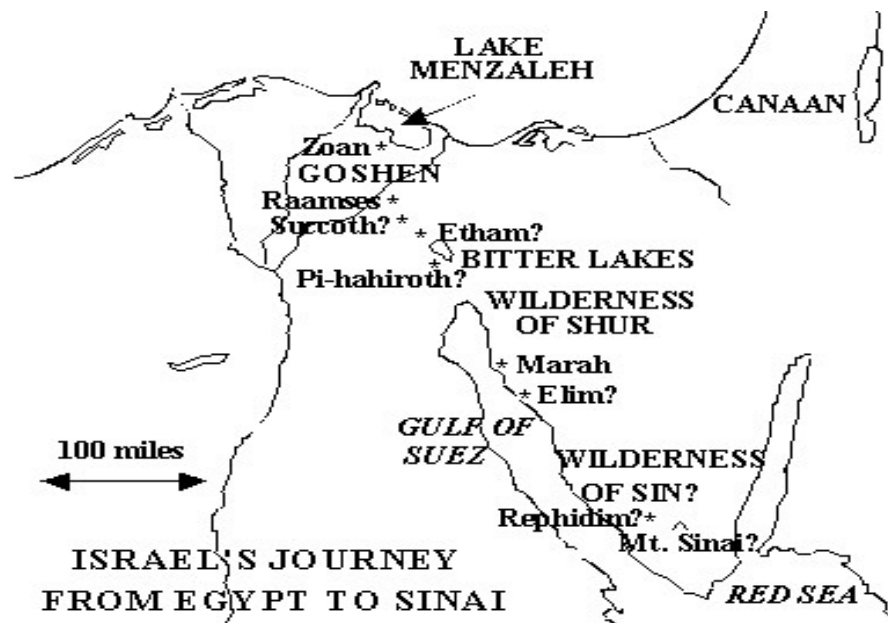 LAKE
MENZALEH
CANAAN
Zoan
GOSHEN
Raamses
Succoth?
Etham?
BITTER LAKES
Pi-hahiroth?
WILDERNESS
OF SHUR
Marah
Elim?
GULF OF
SUEZ
100 miles
WILDERNESS
OF SIN?
Rephidim?
Mt. Sinai?
RED SEA
ISRAEL'S JOURNEY
FROM EGYPT TO SINAI